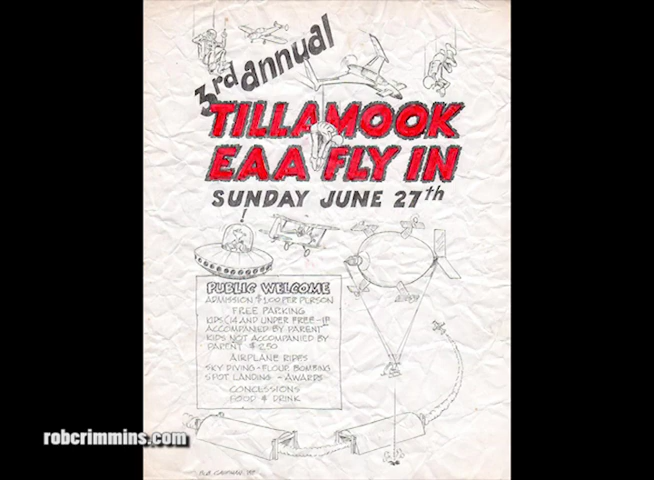 3rd annual
TILLAMOOK
EAA FLY IN
SUNDAY JUNE 27th
!
PUBLIC WELCOME
ADMISSION $1.00 PER PERSON
FREE PARKING
KIDS (14 AND UNDER FREE-IF
ACCOMPANIED BY PARENT
KIDS NOT ACCOMPANIED BY
PARENT $2.50
AIRPLANE RIDES
SKY DIVING - FLOUR BOMBING
SPOT LANDING - AWARDS
CONCESSIONS
FOOD & DRINK
robcrimmins.com